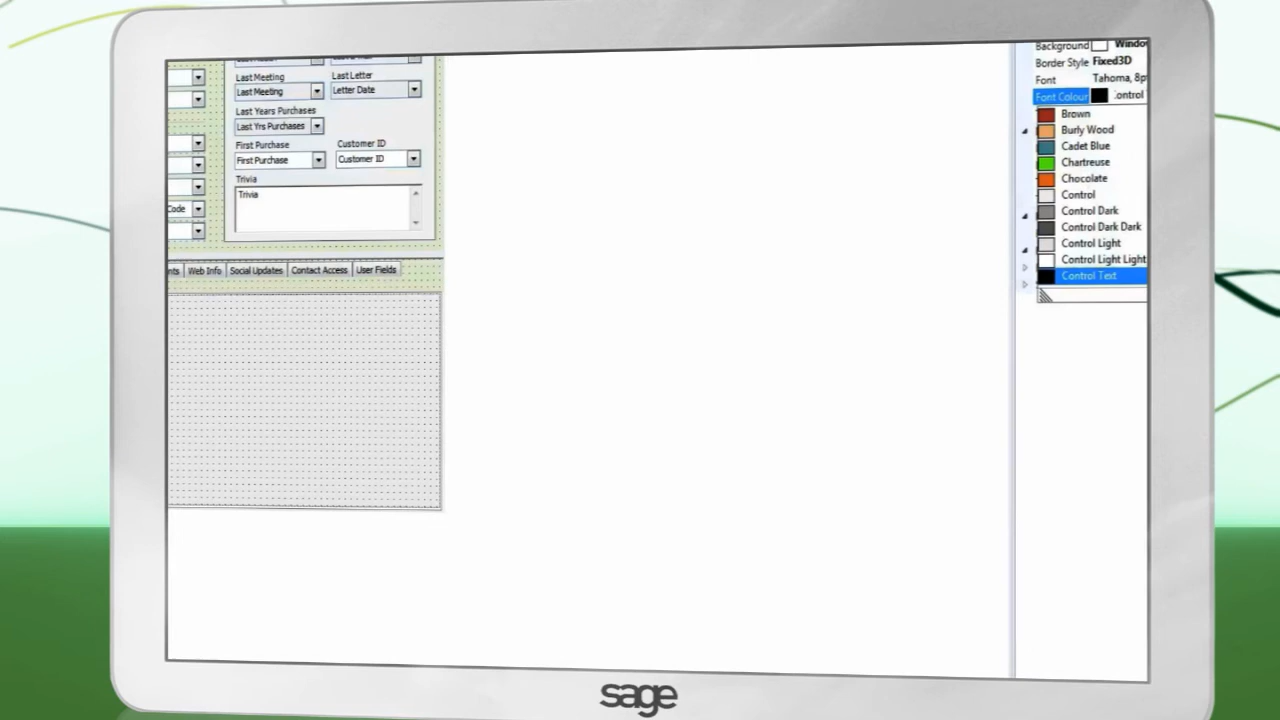 Last Meeting
Last Letter
Last Meeting
Letter Date
Last Years Purchases
Last Yrs Purchases
First Purchase
Customer ID
First Purchase
Customer ID
Trivia
Trivia
Code
nts
Web Info
Social Updates
Contact Access
User Fields
Background
Windo
Border Style
Fixed3D
Font
Tahoma, 8p
Font Colour
Control
Brown
Burly Wood
Cadet Blue
Chartreuse
Chocolate
Control
Control Dark
Control Dark Dark
Control Light
Control Light Light
Control Text
sage